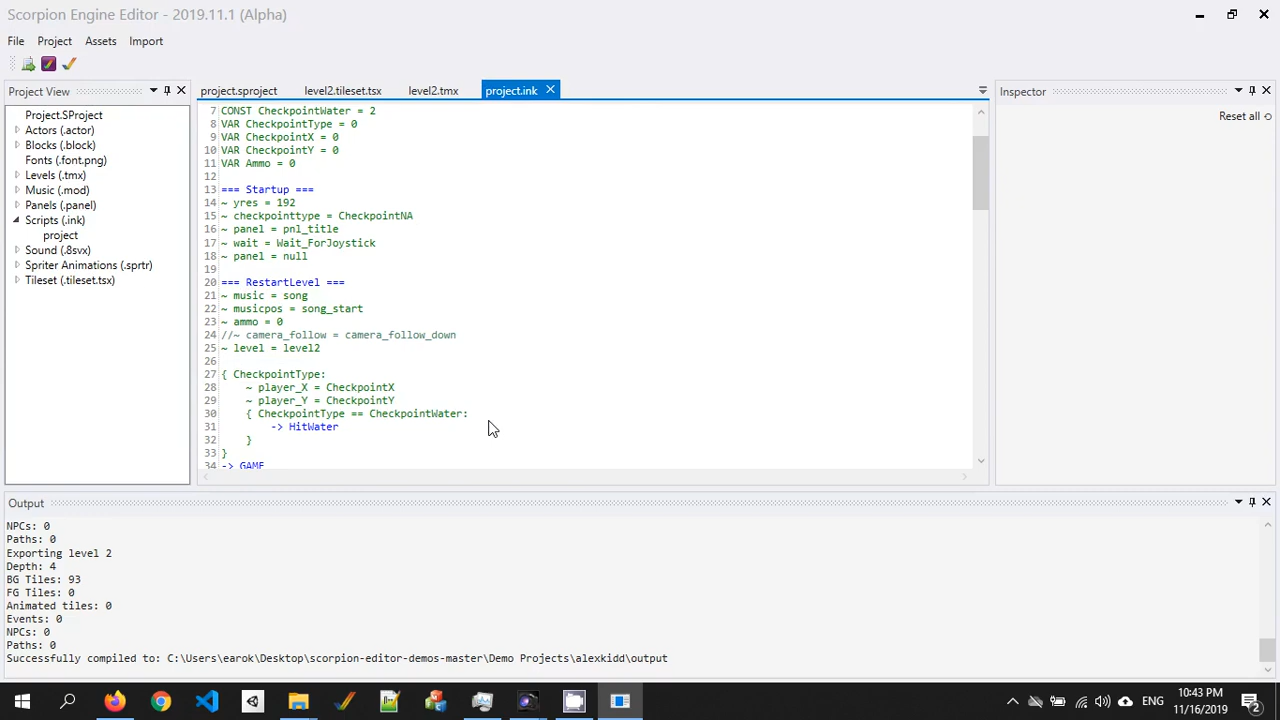 Scorpion Engine Editor - 2019.11.1 (Alpha)
File Project Assets Import
Project View
project.sproject level2.tileset.tsx level2.tmx project.ink
Inspector
Reset all
Project.SProject
Actors (.actor)
Blocks (.block)
Fonts (.font.png)
Levels (.tmx)
Music (.mod)
Panels (.panel)
Scripts (.ink)
project
Sound (.8svx)
Spriter Animations (.sprtr)
Tileset (.tileset.tsx)
7 CONST CheckpointWater = 2
8 VAR CheckpointType = 0
9 VAR CheckpointX = 0
10 VAR CheckpointY = 0
11 VAR Ammo = 0
12
13 === Startup ===
14 ~ yres = 192
15 ~ checkpointtype = CheckpointNA
16 ~ panel = pnl_title
17 ~ wait = Wait_ForJoystick
18 ~ panel = null
19
20 === RestartLevel ===
21 ~ music = song
22 ~ musicpos = song_start
23 ~ ammo = 0
24 //~ camera_follow = camera_follow_down
25 ~ level = level2
26
27 { CheckpointType:
28 ~ player_X = CheckpointX
29 ~ player_Y = CheckpointY
30 { CheckpointType == CheckpointWater:
31 -> HitWater
32 }
33 }
34 -> GAME
Output
NPCs: 0
Paths: 0
Exporting level 2
Depth: 4
BG Tiles: 93
FG Tiles: 0
Animated tiles: 0
Events: 0
NPCs: 0
Paths: 0
Successfully compiled to: C:\Users\earok\Desktop\scorpion-editor-demos-master\Demo Projects\alexkidd\output
ENG
10:43 PM
11/16/2019
2